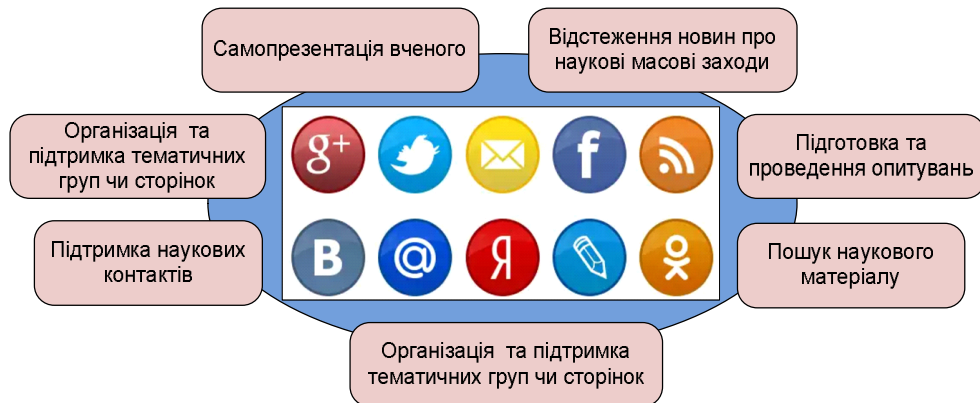 Самопрезентація вченого
Відстеження новин про
наукові масові заходи
Організація та
підтримка тематичних
груп чи сторінок
Підготовка та
проведення опитувань
Підтримка наукових
контактів
Пошук наукового
матеріалу
Організація та підтримка
тематичних груп чи сторінок
g+
f
B
@
Я